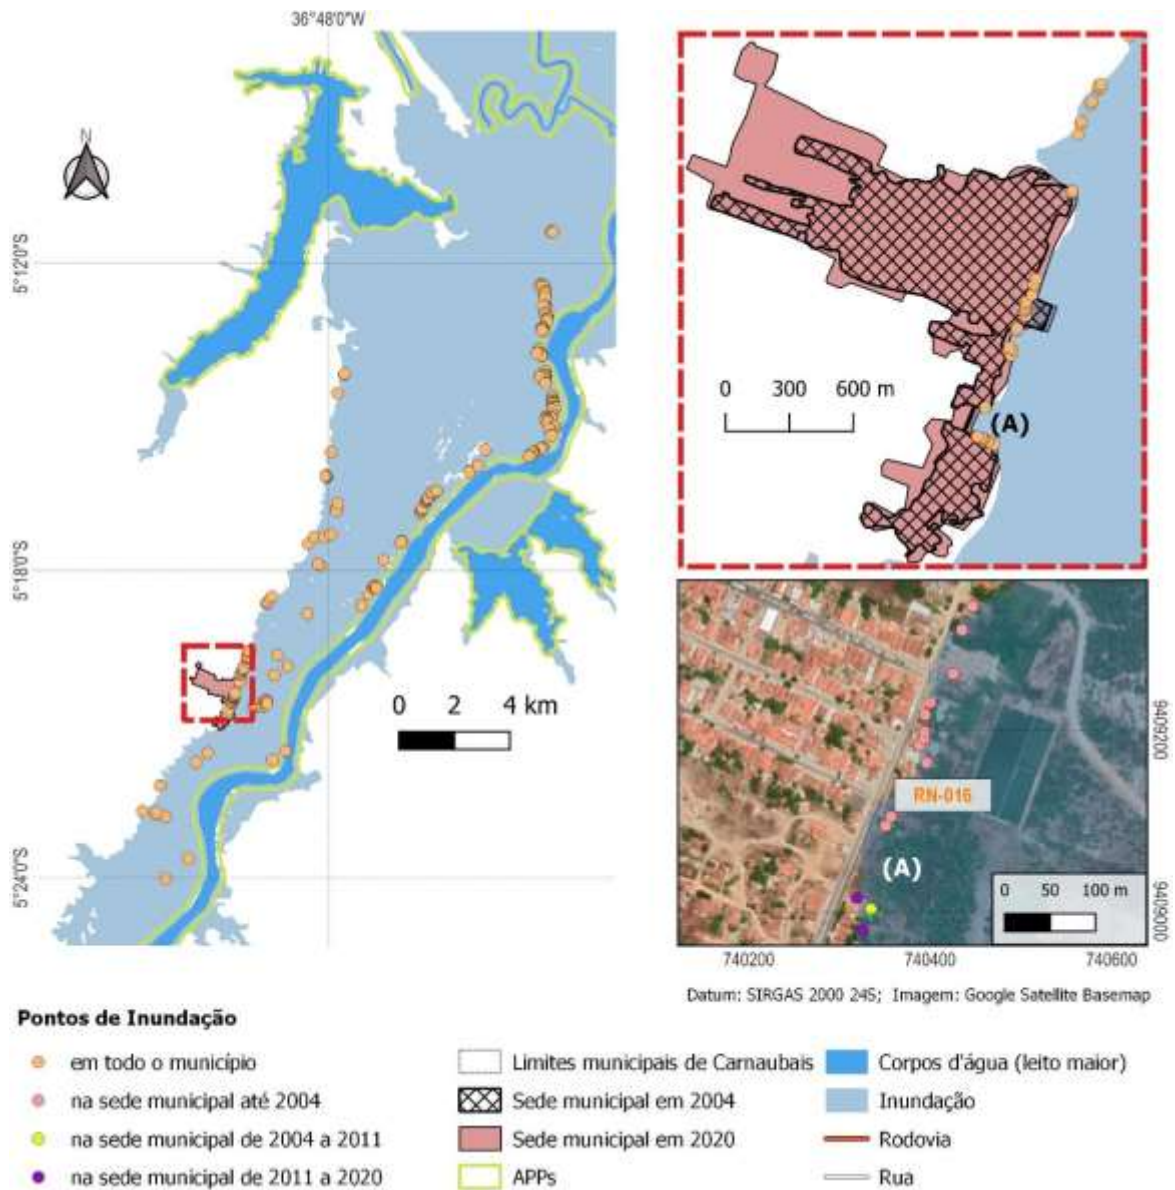 36°48'0"W
N
5°12'0"S
5°18'0"S
5°24'0"S
0 2 4 km
0 300 600 m
(A)
RN-016
(A)
0 50 100 m
9409200
9409000
740200 740400 740600
Datum: SIRGAS 2000 24S; Imagem: Google Satellite Basemap
Pontos de Inundação
em todo o município
na sede municipal até 2004
na sede municipal de 2004 a 2011
na sede municipal de 2011 a 2020
Limites municipais de Carnaubais
Sede municipal em 2004
Sede municipal em 2020
APPs
Corpos d'água (leito maior)
Inundação
Rodovia
Rua